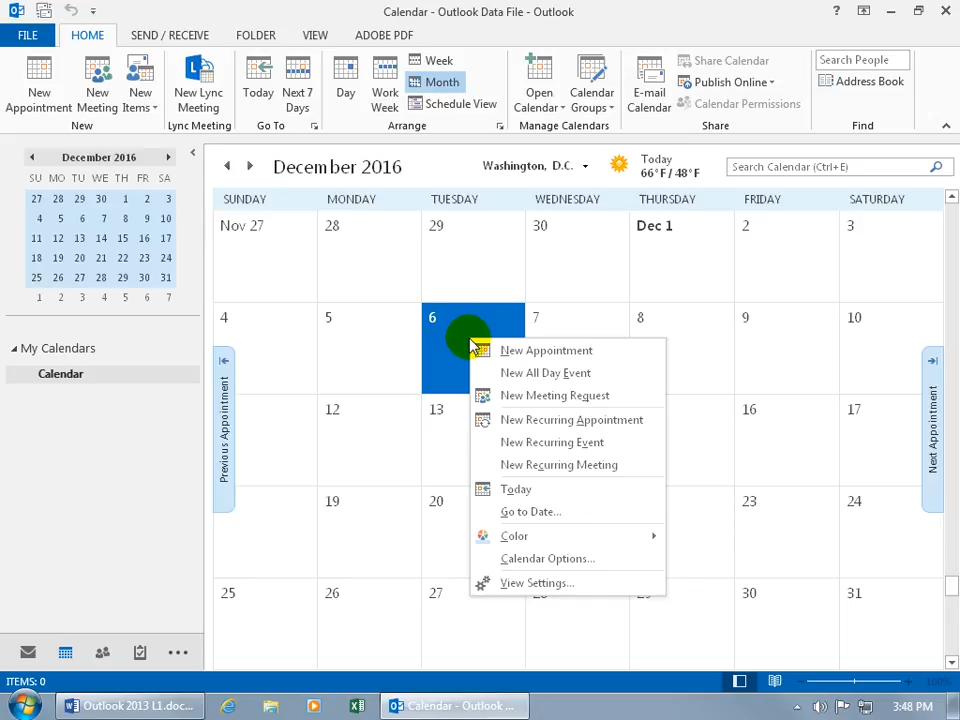 Calendar - Outlook Data File - Outlook
FILE HOME SEND / RECEIVE FOLDER VIEW ADOBE PDF
New Appointment
New Meeting
New Items
New
New Lync Meeting
Lync Meeting
Today
Next 7 Days
Go To
Day
Work Week
Week
Month
Schedule View
Arrange
Open Calendar
Calendar Groups
Manage Calendars
E-mail Calendar
Share Calendar
Publish Online
Calendar Permissions
Share
Search People
Address Book
Find
December 2016
SU MO TU WE TH FR SA
27 28 29 30 1 2 3
4 5 6 7 8 9 10
11 12 13 14 15 16 17
18 19 20 21 22 23 24
25 26 27 28 29 30 31
1 2 3 4 5 6 7
My Calendars
Calendar
December 2016
Washington, D.C.
Today
66°F / 48°F
Search Calendar (Ctrl+E)
SUNDAY MONDAY TUESDAY WEDNESDAY THURSDAY FRIDAY SATURDAY
Nov 27 28 29 30 Dec 1 2 3
4 5 6 7 8 9 10
12 13 16 17
19 20 23 24
25 26 27 30 31
Previous Appointment
Next Appointment
New Appointment
New All Day Event
New Meeting Request
New Recurring Appointment
New Recurring Event
New Recurring Meeting
Today
Go to Date...
Color
Calendar Options...
View Settings...
ITEMS: 0
100%
Outlook 2013 L1.doc...
Calendar - Outlook ...
3:48 PM